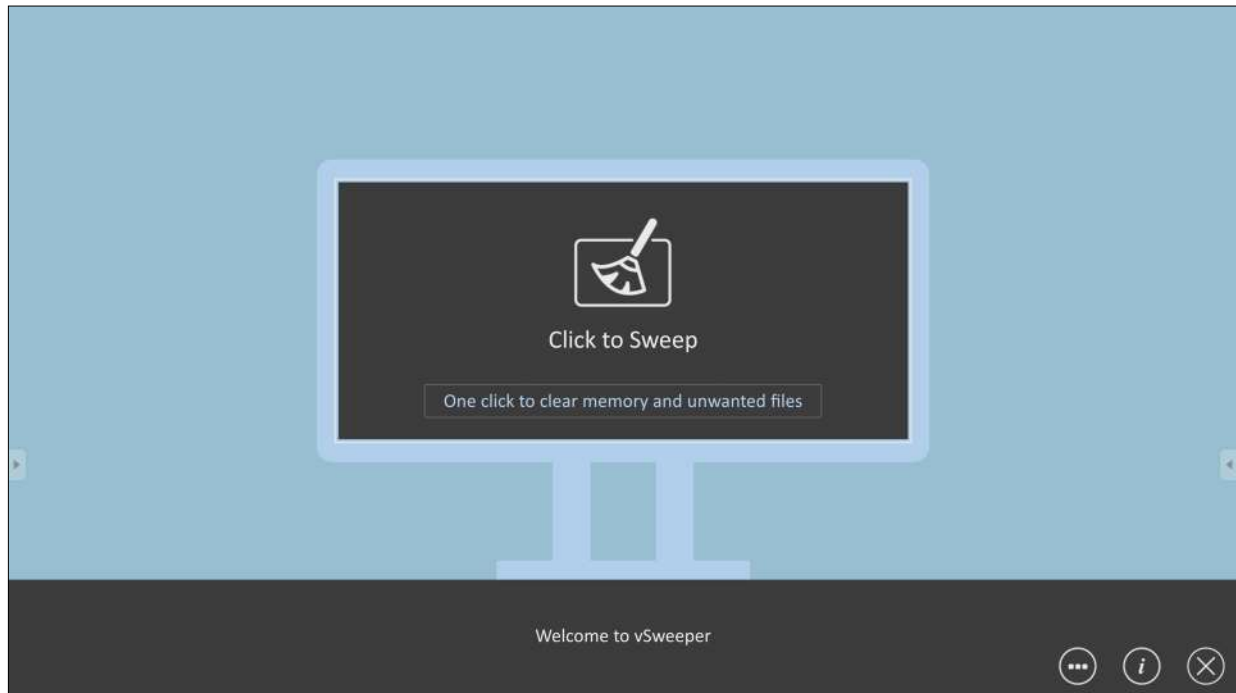 Click to Sweep
One click to clear memory and unwanted files
Welcome to vSweeper
i